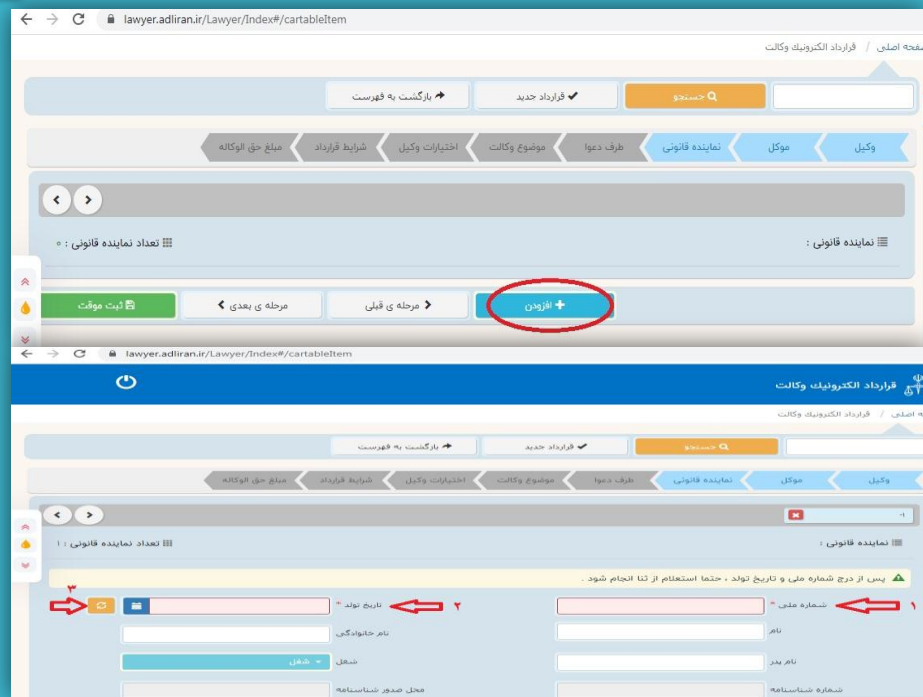 lawyer.adliran.ir/Lawyer/Index#/cartableItem
صفحه اصلی / قرارداد الکترونیك وکالت
جستجو
قرارداد جدید
بازگشت به فهرست
وکیل موکل نماینده قانونی طرف دعوا موضوع وکالت اختیارات وکیل شرایط قرارداد مبلغ حق الوکاله
نماینده قانونی :
تعداد نماینده قانونی : ۰
افزودن
مرحله ی قبلی
مرحله ی بعدی
ثبت موقت
lawyer.adliran.ir/Lawyer/Index#/cartableItem
قرارداد الکترونیك وکالت
ه اصلی / قرارداد الکترونیك وکالت
جستجو
قرارداد جدید
بازگشت به فهرست
وکیل موکل نماینده قانونی طرف دعوا موضوع وکالت اختیارات وکیل شرایط قرارداد مبلغ حق الوکاله
۱-
نماینده قانونی :
تعداد نماینده قانونی : ۱
پس از درج شماره ملی و تاریخ تولد ، حتما استعلام از ثنا انجام شود .
۱ شماره ملی * ۲ تاریخ تولد * ۳
نام نام خانوادگی
نام پدر شغل شغل
شماره شناسنامه محل صدور شناسنامه